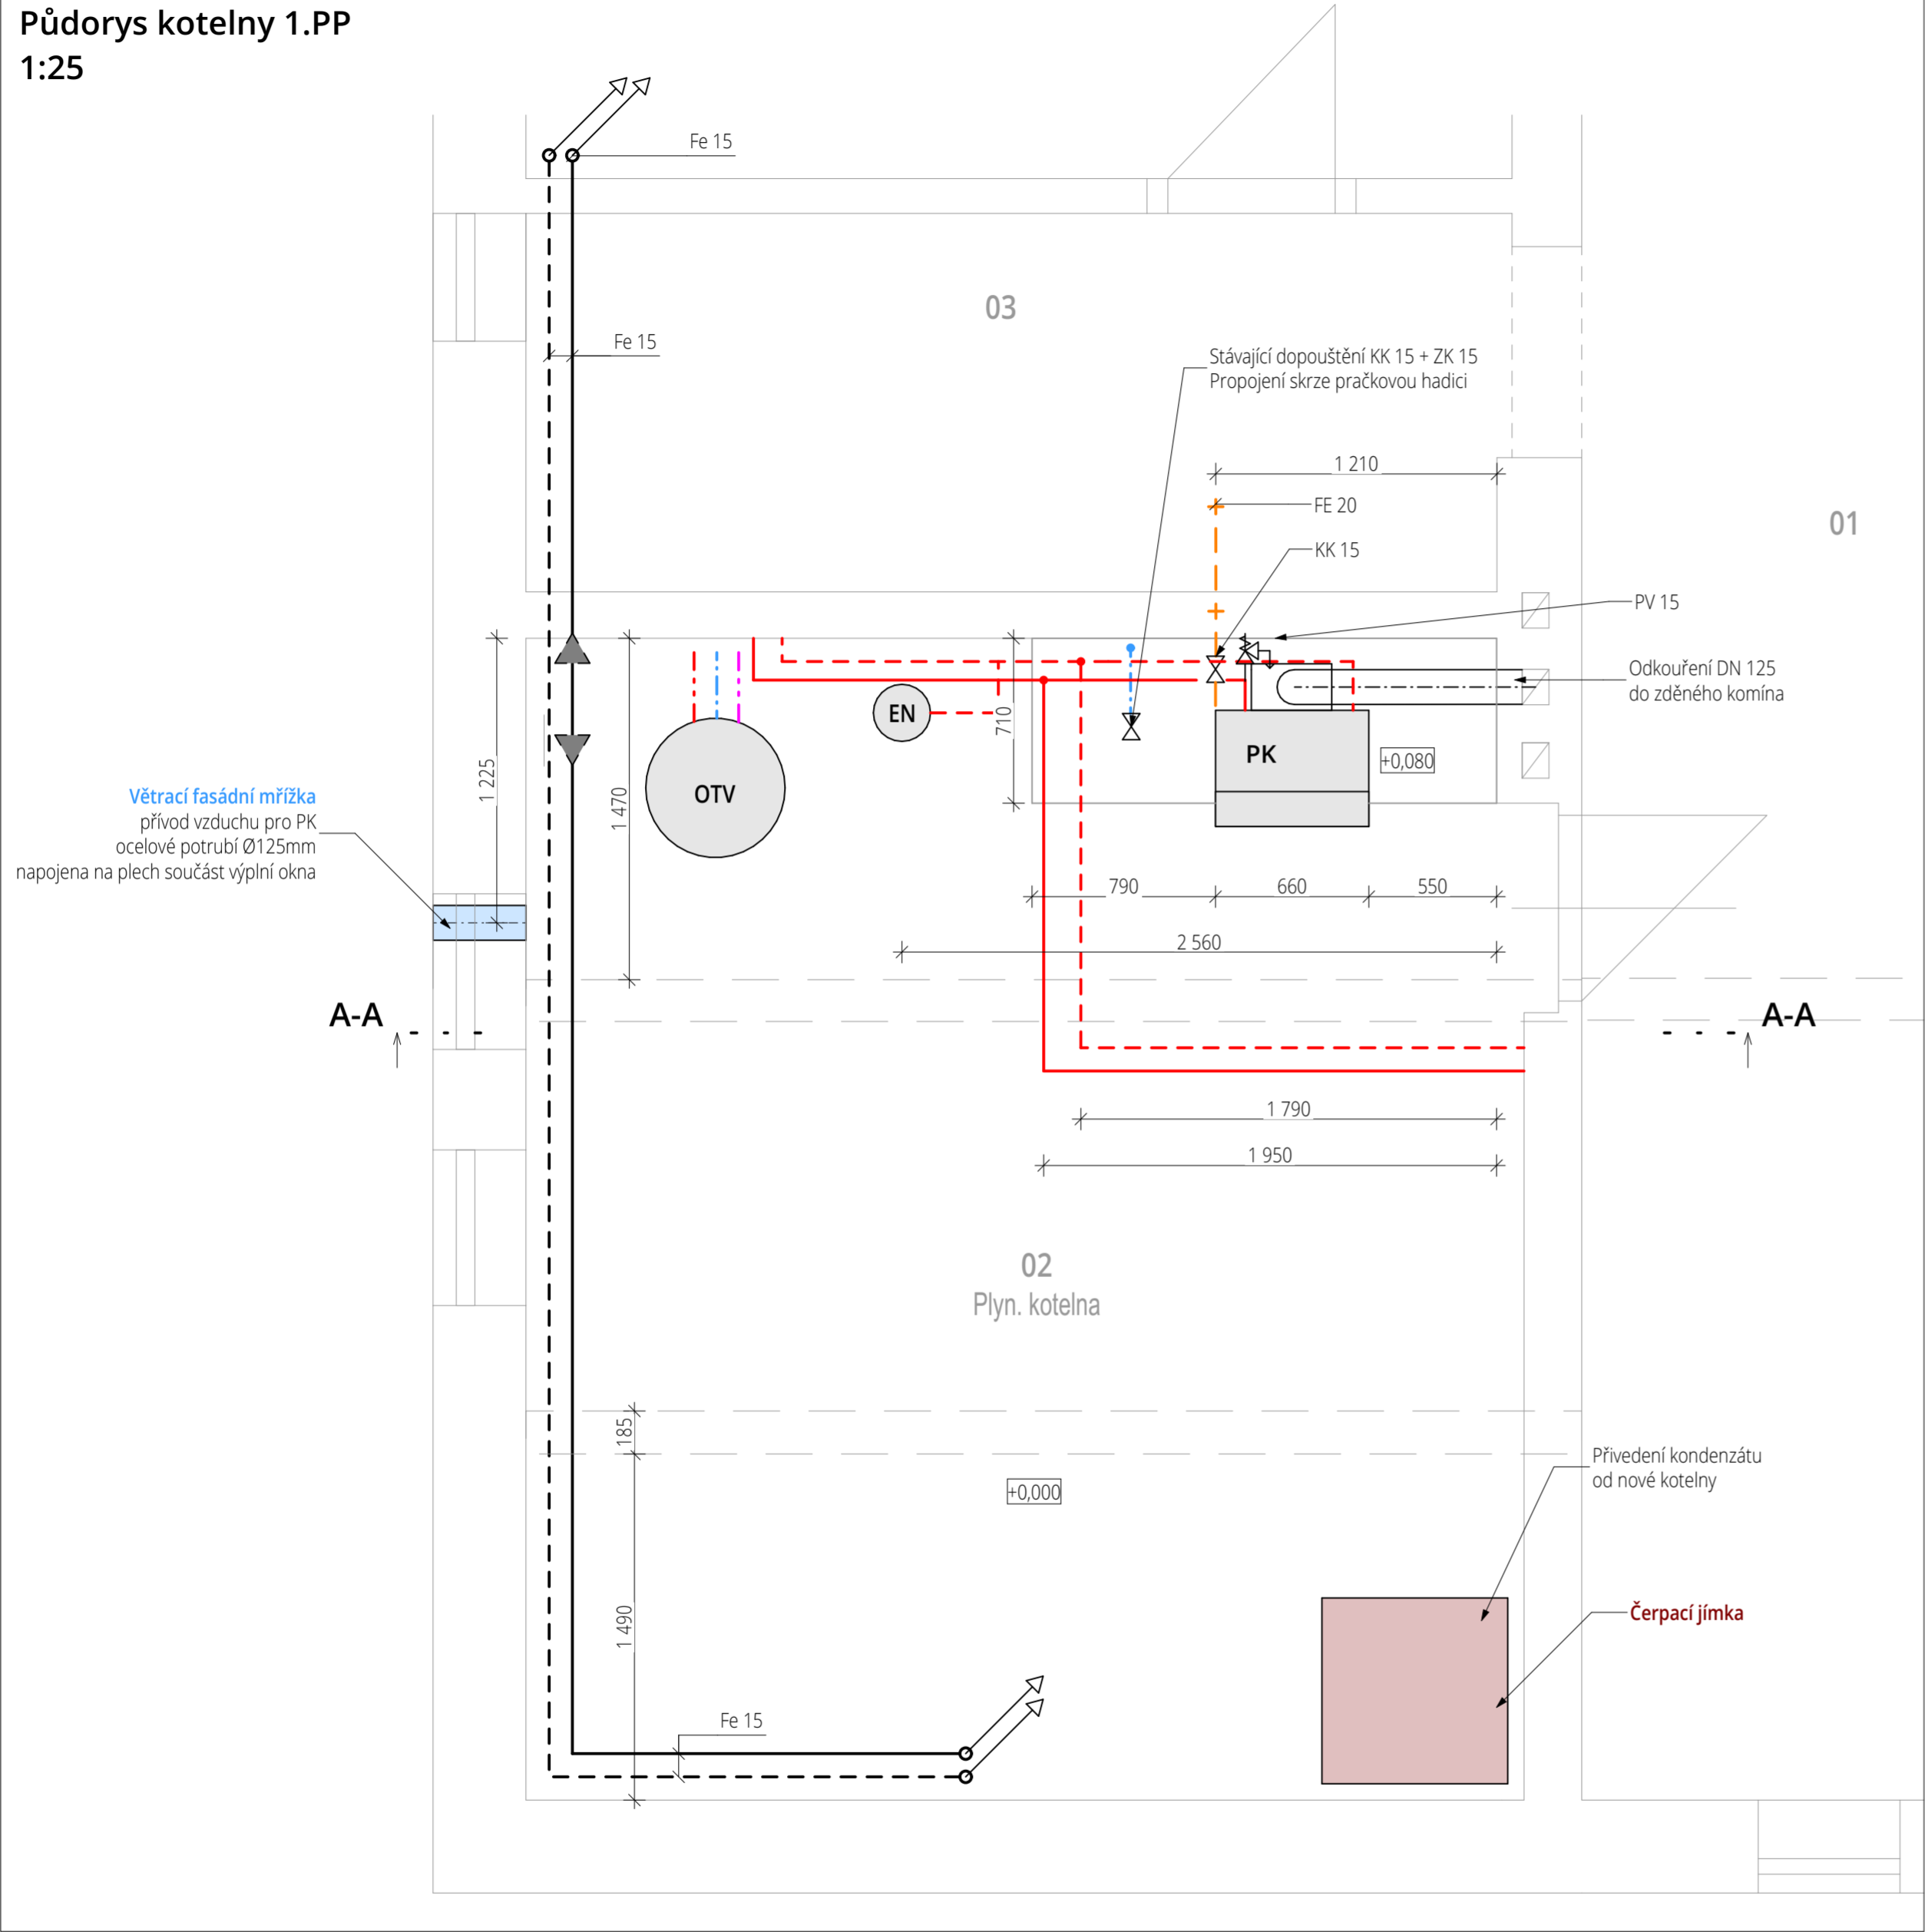 Půdorys kotelny 1.PP
1:25
Fe 15
03
Fe 15
Stávající dopouštění KK 15 + ZK 15
Propojení skrze pračkovou hadici
1 210
FE 20
01
KK 15
PV 15
Odkouření DN 125
do zděného komína
EN
710
PK
+0,080
1 225
OTV
1 470
Větrací fasádní mřížka
přívod vzduchu pro PK
ocelové potrubí Ø125mm
napojena na plech součást výplní okna
790
660
550
2 560
A-A
A-A
1 790
1 950
02
Plyn. kotelna
185
Přivedení kondenzátu
od nové kotelny
+0,000
Čerpací jímka
1 490
Fe 15